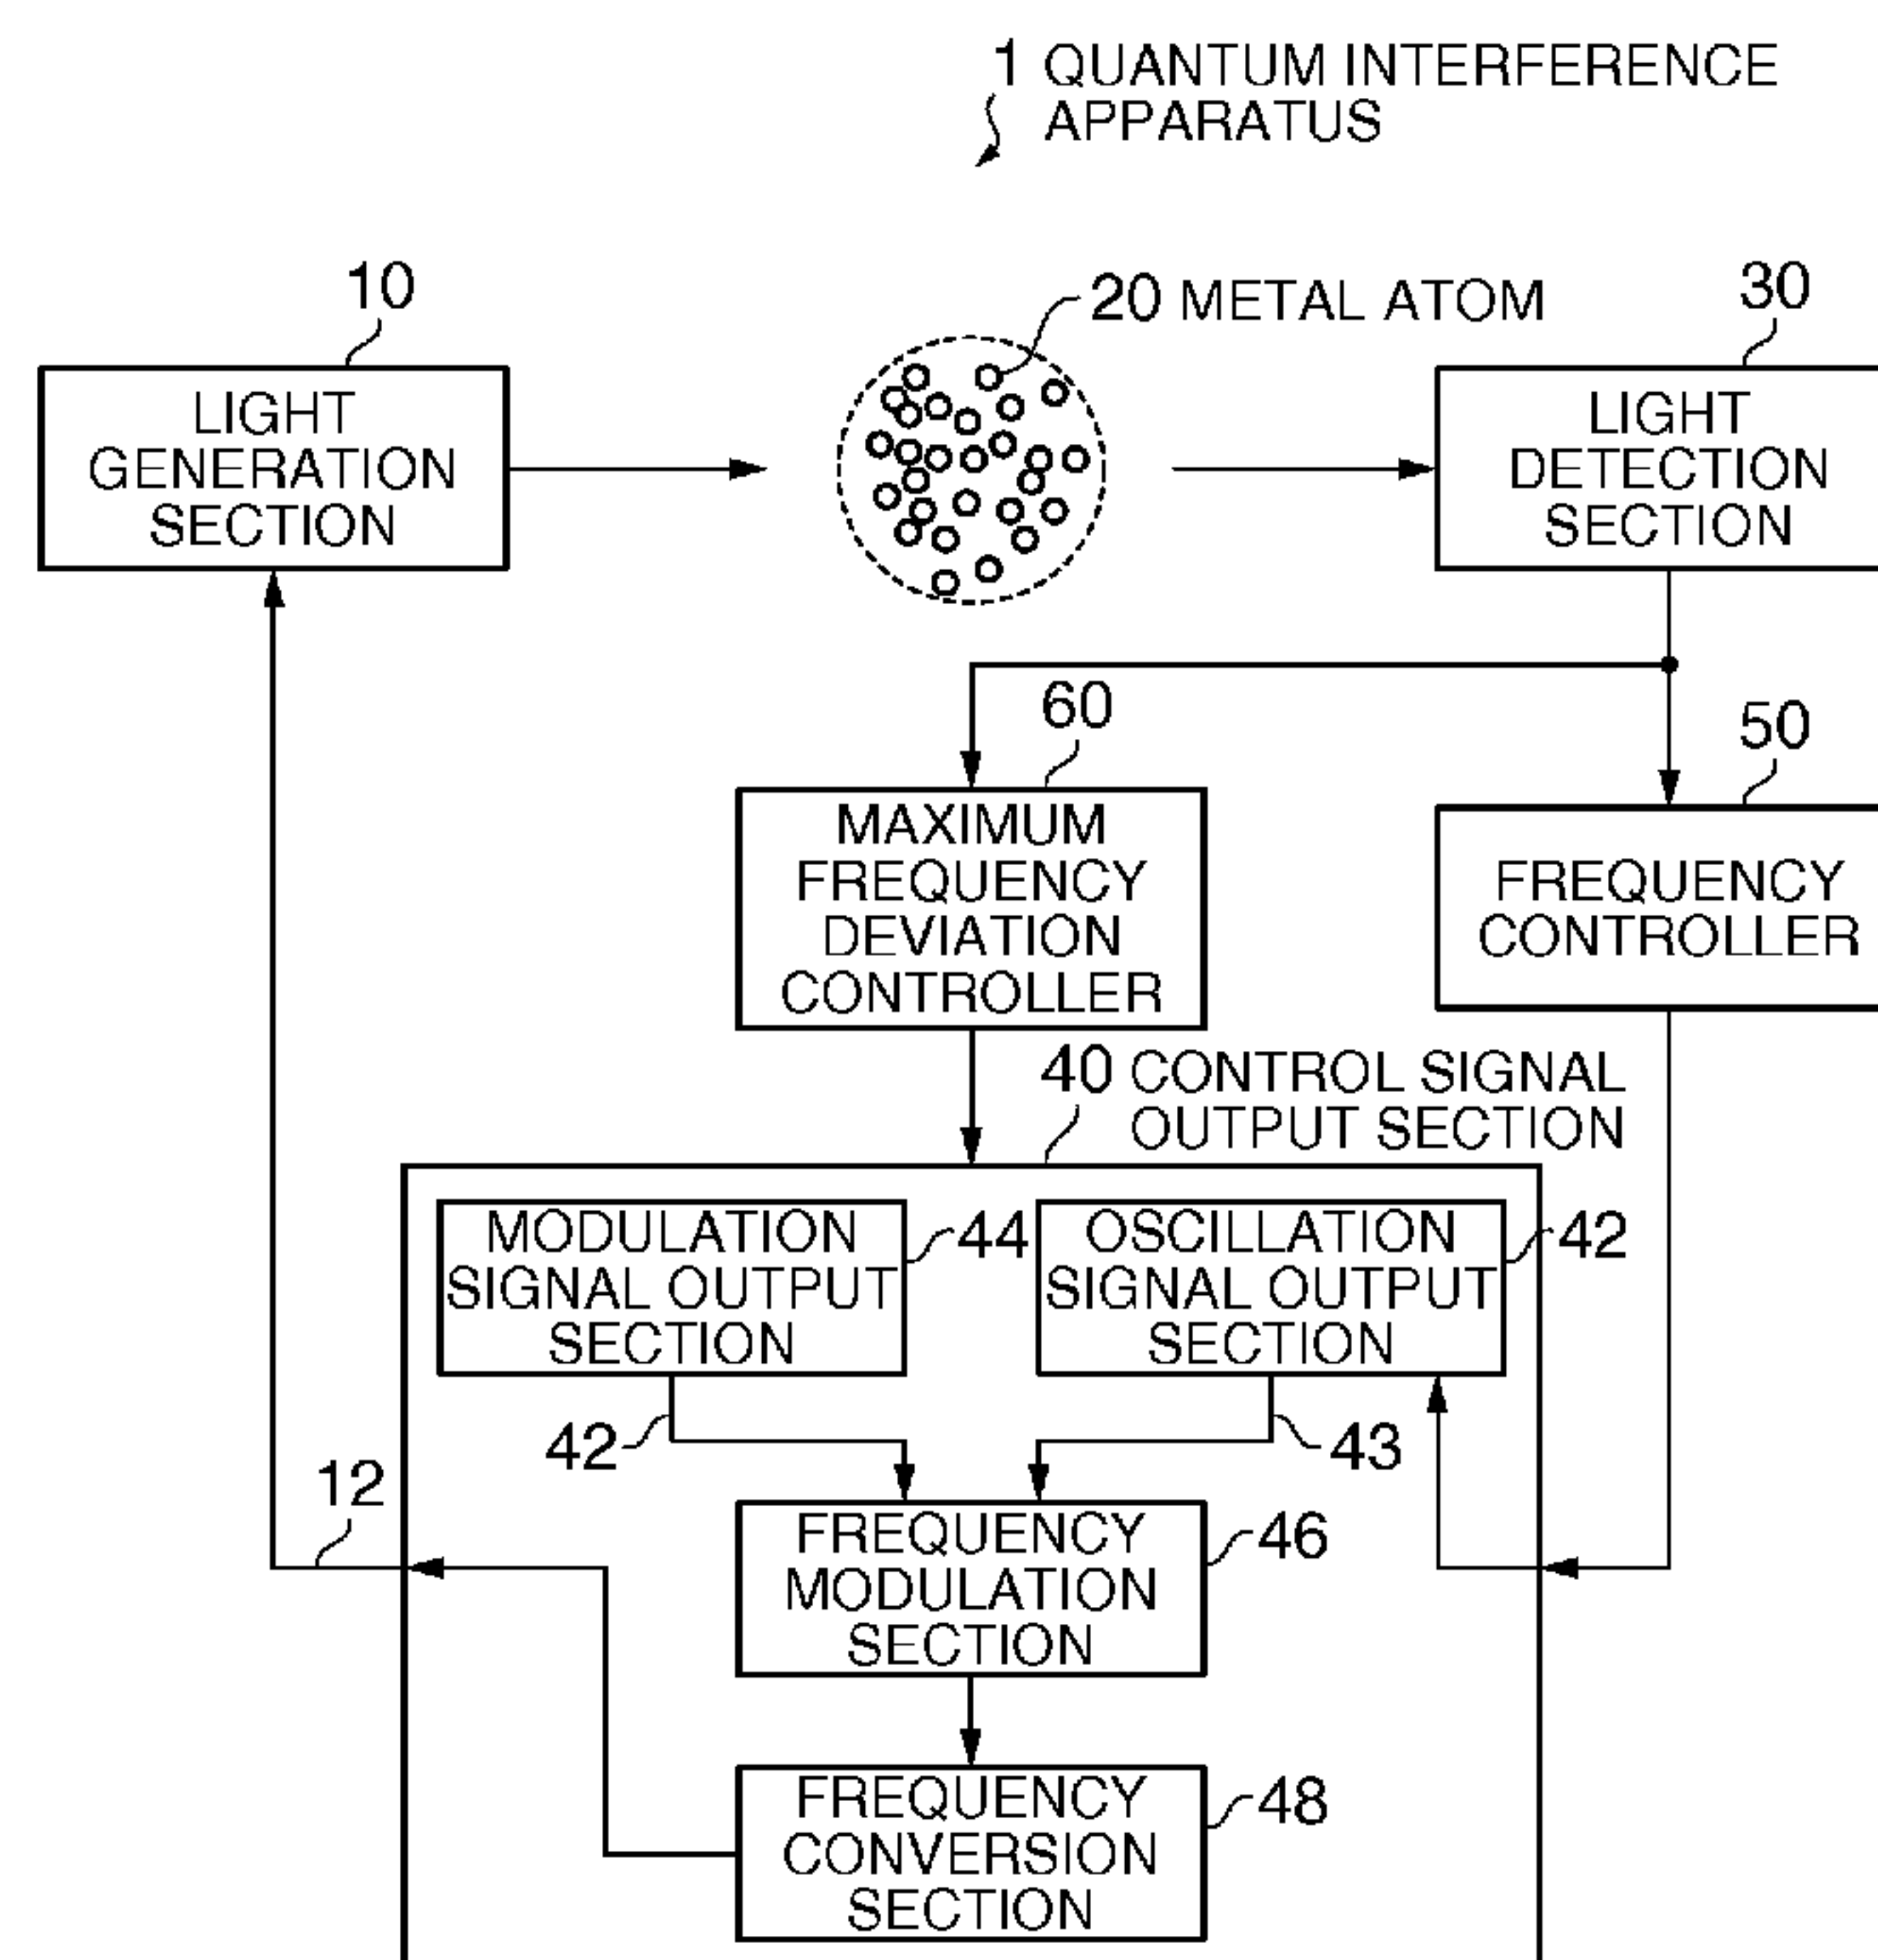 1 QUANTUM INTERFERENCE
APPARATUS
10
20 METAL ATOM
30
LIGHT
GENERATION
SECTION
LIGHT
DETECTION
SECTION
60
50
MAXIMUM
FREQUENCY
DEVIATION
CONTROLLER
FREQUENCY
CONTROLLER
40 CONTROL SIGNAL
OUTPUT SECTION
MODULATION
SIGNAL OUTPUT
SECTION
44
OSCILLATION
SIGNAL OUTPUT
SECTION
42
42
43
12
FREQUENCY
MODULATION
SECTION
46
FREQUENCY
CONVERSION
SECTION
48